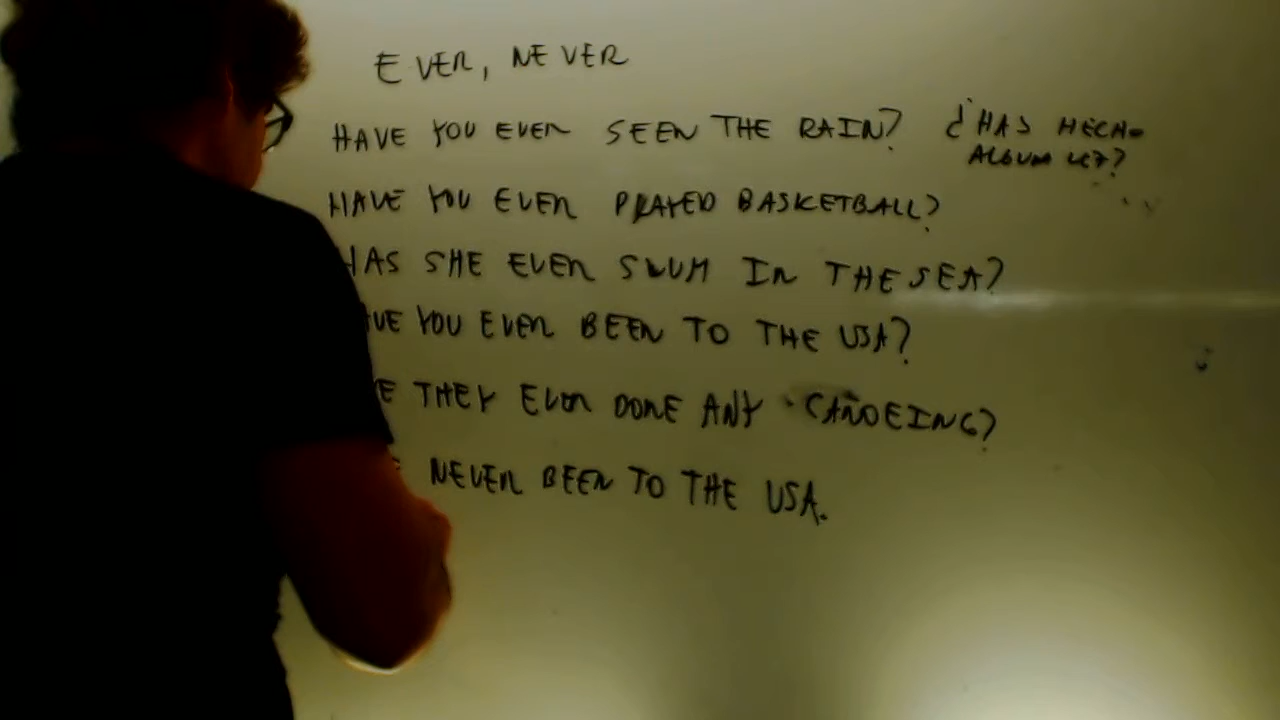 EVER, NEVER
HAVE YOU EVER SEEN THE RAIN? ¿HAS HECHO
ALGUNA VEZ?
HAVE YOU EVER PLAYED BASKETBALL?
HAS SHE EVER SWUM IN THE SEA?
AVE YOU EVER BEEN TO THE USA?
E THEY EVER DONE ANY CANOEING?
NEVER BEEN TO THE USA.